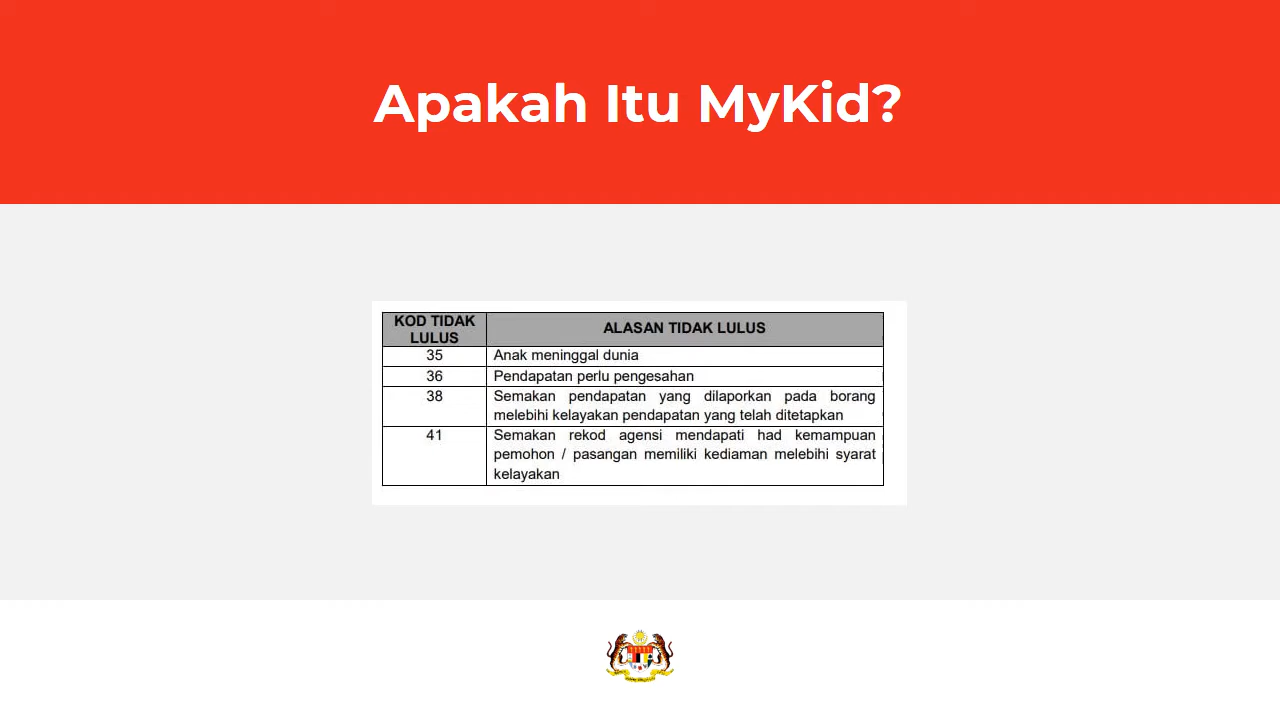 Apakah Itu MyKid?
KOD TIDAK
LULUS
ALASAN TIDAK LULUS
35
Anak meninggal dunia
36
Pendapatan perlu pengesahan
38
Semakan pendapatan yang dilaporkan pada borang
melebihi kelayakan pendapatan yang telah ditetapkan
41
Semakan rekod agensi mendapati had kemampuan
pemohon / pasangan memiliki kediaman melebihi syarat
kelayakan